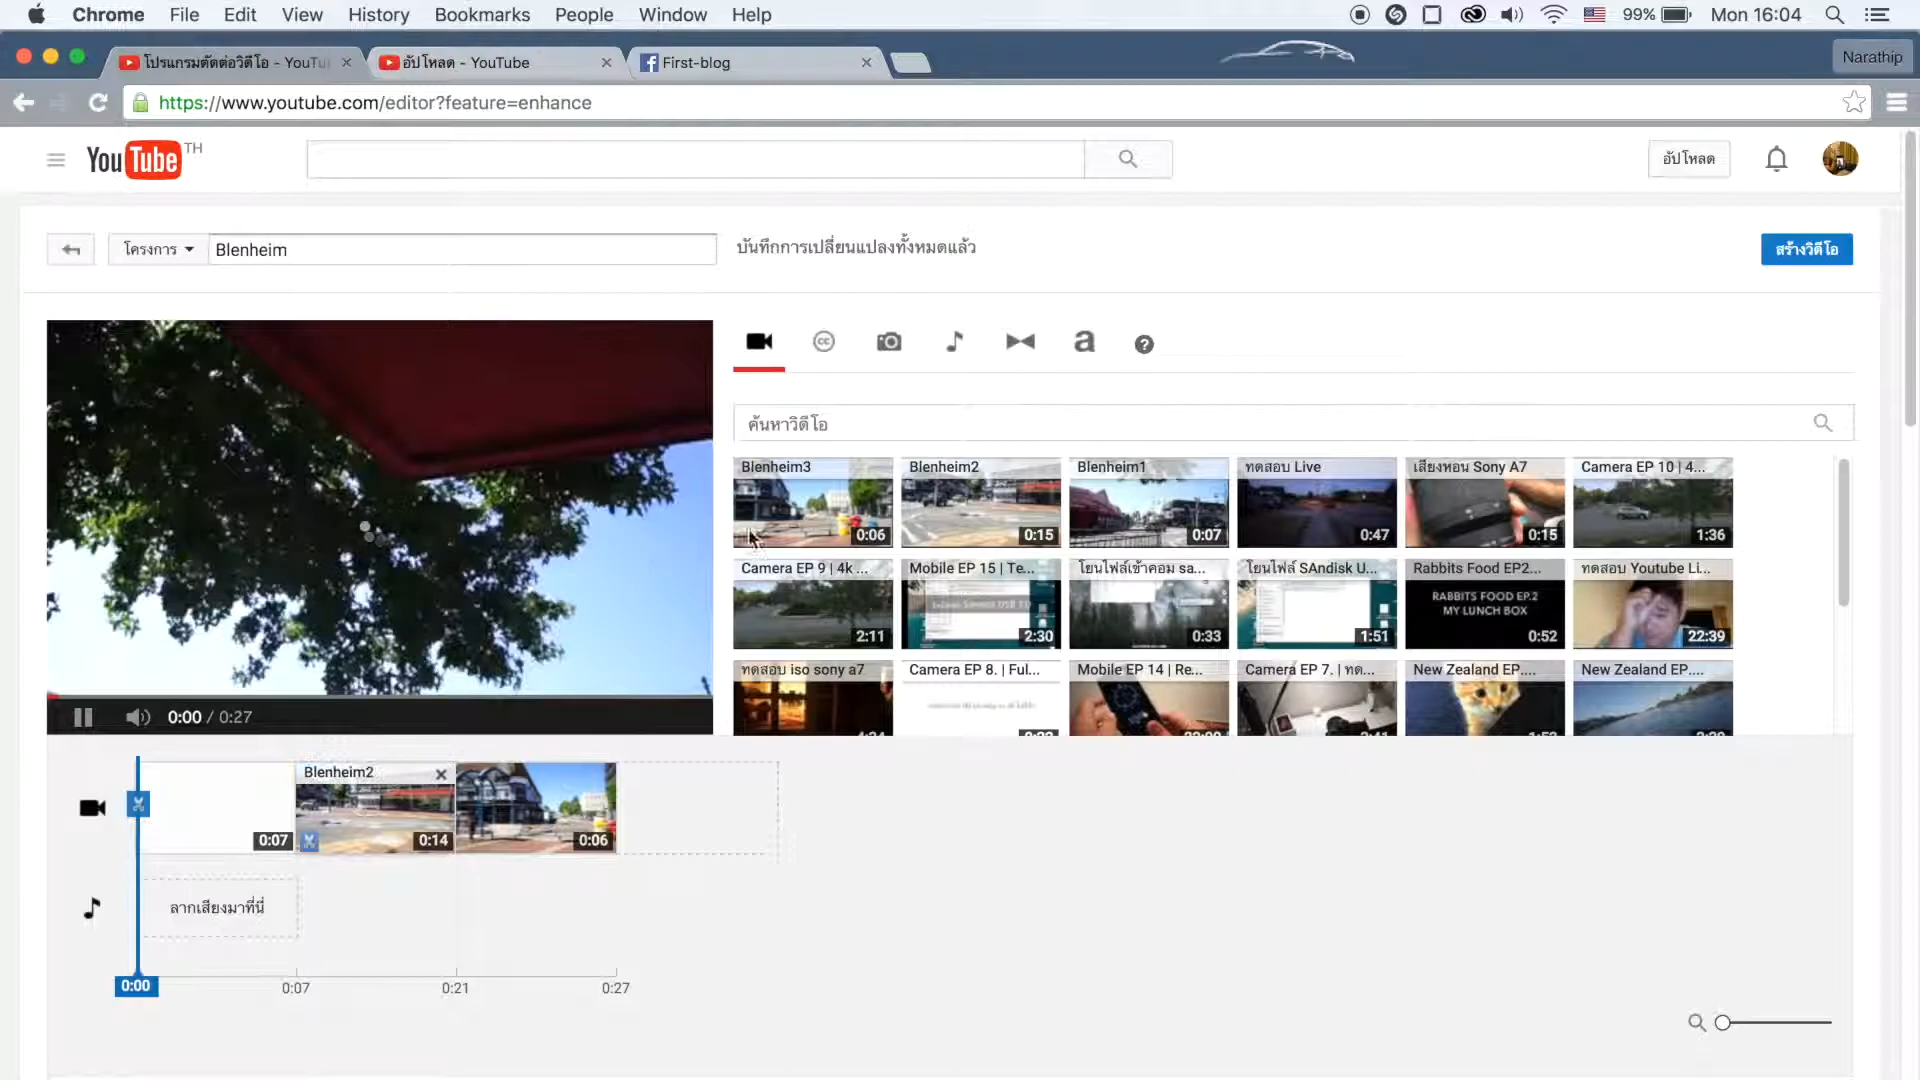 Chrome File Edit View History Bookmarks People Window Help 99% Mon 16:04
โปรแกรมตัดต่อวิดีโอ - YouTu อัปโหลด - YouTube First-blog Narathip
https://www.youtube.com/editor?feature=enhance
YouTube TH อัปโหลด
โครงการ Blenheim บันทึกการเปลี่ยนแปลงทั้งหมดแล้ว สร้างวิดีโอ
cc a ?
ค้นหาวิดีโอ
Blenheim3 Blenheim2 Blenheim1 ทดสอบ Live เสียงหอน Sony A7 Camera EP 10 | 4...
0:06 0:15 0:07 0:47 0:15 1:36
Camera EP 9 | 4k ... Mobile EP 15 | Te... โยนไฟล์เข้าคอม sa... โยนไฟล์ SAndisk U... Rabbits Food EP2... ทดสอบ Youtube Li...
RABBITS FOOD EP.2
MY LUNCH BOX
2:11 2:30 0:33 1:51 0:52 22:39
ทดสอบ iso sony a7 Camera EP 8. | Ful... Mobile EP 14 | Re... Camera EP 7. | ทด... New Zealand EP.... New Zealand EP....
0:00 / 0:27
Blenheim2
0:07 0:14 0:06
ลากเสียงมาที่นี่
0:00 0:07 0:21 0:27